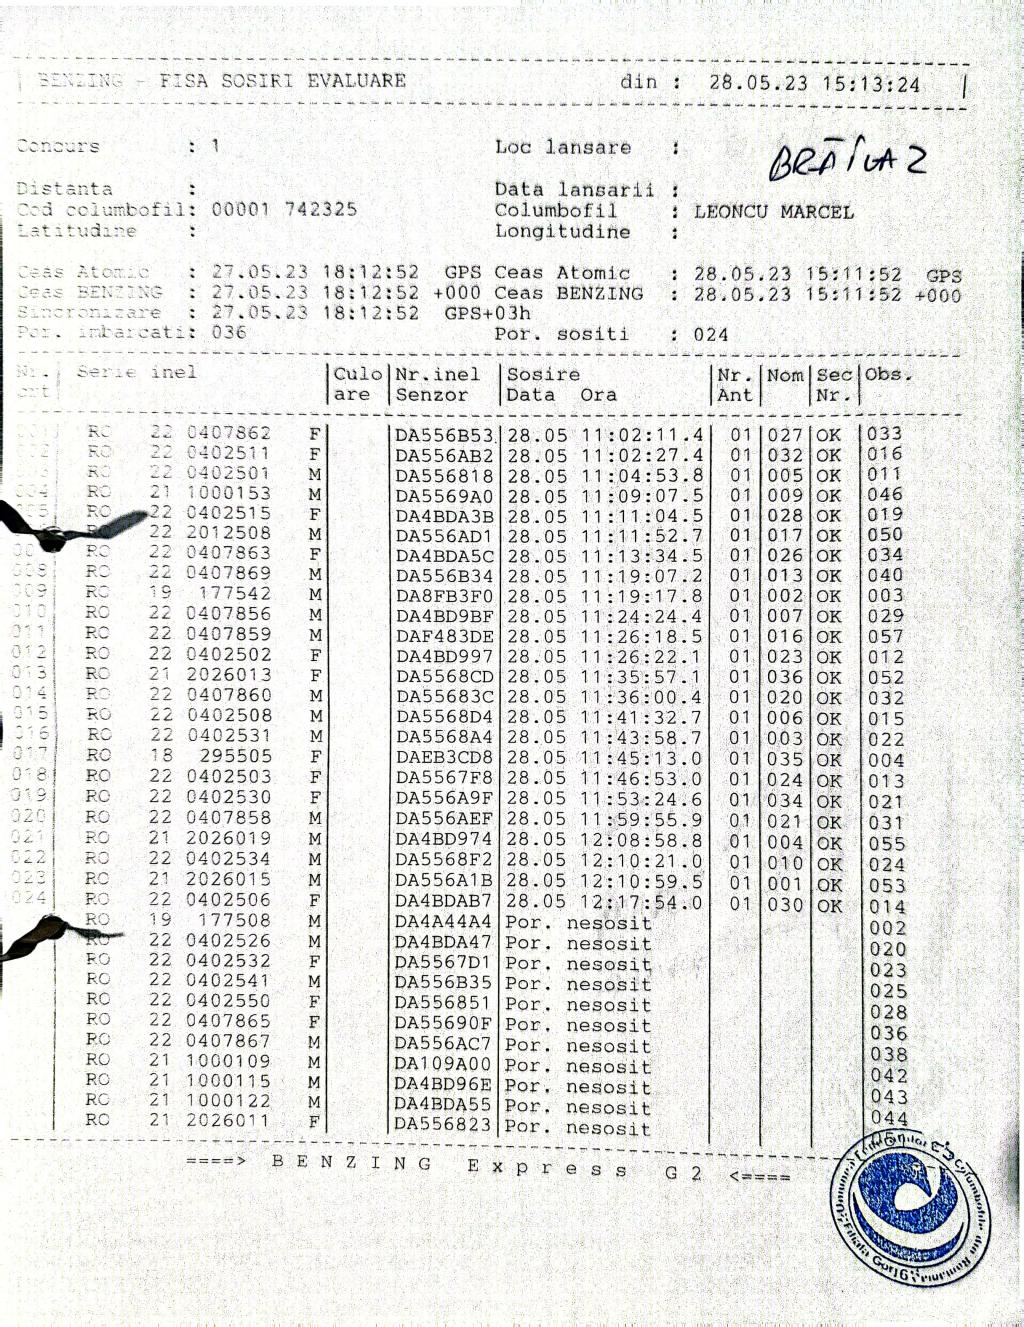 BENZING - FISA SOSIRI EVALUARE din : 28.05.23 15:13:24
Concurs : 1 Loc lansare : BRĂILA 2
Distanta : Data lansarii :
Cod columbofil: 00001 742325 Columbofil : LEONCU MARCEL
Latitudine : Longitudine :
Ceas Atomic : 27.05.23 18:12:52 GPS Ceas Atomic : 28.05.23 15:11:52 GPS
Ceas BENZING : 27.05.23 18:12:52 +000 Ceas BENZING : 28.05.23 15:11:52 +000
Sincronizare : 27.05.23 18:12:52 GPS+03h
Por. imbarcati: 036 Por. sositi : 024
Nr. Serie inel Culo Nr.inel Sosire Nr. Nom Sec Obs.
crt are Senzor Data Ora Ant Nr.
001 RO 22 0407862 F DA556B53 28.05 11:02:11.4 01 027 OK 033
002 RO 22 0402511 F DA556AB2 28.05 11:02:27.4 01 032 OK 016
003 RO 22 0402501 M DA556818 28.05 11:04:53.8 01 005 OK 011
004 RO 21 1000153 M DA5569A0 28.05 11:09:07.5 01 009 OK 046
005 RO 22 0402515 F DA4BDA3B 28.05 11:11:04.5 01 028 OK 019
RO 22 2012508 M DA556AD1 28.05 11:11:52.7 01 017 OK 050
007 RO 22 0407863 F DA4BDA5C 28.05 11:13:34.5 01 026 OK 034
008 RO 22 0407869 M DA556B34 28.05 11:19:07.2 01 013 OK 040
009 RO 19 177542 M DA8FB3F0 28.05 11:19:17.8 01 002 OK 003
010 RO 22 0407856 M DA4BD9BF 28.05 11:24:24.4 01 007 OK 029
011 RO 22 0407859 M DAF483DE 28.05 11:26:18.5 01 016 OK 057
012 RO 22 0402502 F DA4BD997 28.05 11:26:22.1 01 023 OK 012
013 RO 21 2026013 F DA5568CD 28.05 11:35:57.1 01 036 OK 052
014 RO 22 0407860 M DA55683C 28.05 11:36:00.4 01 020 OK 032
015 RO 22 0402508 M DA5568D4 28.05 11:41:32.7 01 006 OK 015
016 RO 22 0402531 M DA5568A4 28.05 11:43:58.7 01 003 OK 022
017 RO 18 295505 F DAEB3CD8 28.05 11:45:13.0 01 035 OK 004
018 RO 22 0402503 F DA5567F8 28.05 11:46:53.0 01 024 OK 013
019 RO 22 0402530 F DA556A9F 28.05 11:53:24.6 01 034 OK 021
020 RO 22 0407858 M DA556AEF 28.05 11:59:55.9 01 021 OK 031
021 RO 21 2026019 M DA4BD974 28.05 12:08:58.8 01 004 OK 055
022 RO 22 0402534 M DA5568F2 28.05 12:10:21.0 01 010 OK 024
023 RO 21 2026015 M DA556A1B 28.05 12:10:59.5 01 001 OK 053
024 RO 22 0402506 F DA4BDAB7 28.05 12:17:54.0 01 030 OK 014
RO 19 177508 M DA4A44A4 Por. nesosit 002
RO 22 0402526 M DA4BDA47 Por. nesosit 020
RO 22 0402532 F DA5567D1 Por. nesosit 023
RO 22 0402541 M DA556B35 Por. nesosit 025
RO 22 0402550 F DA556851 Por. nesosit 028
RO 22 0407865 F DA55690F Por. nesosit 036
RO 22 0407867 M DA556AC7 Por. nesosit 038
RO 21 1000109 M DA109A00 Por. nesosit 042
RO 21 1000115 M DA4BD96E Por. nesosit 043
RO 21 1000122 M DA4BDA55 Por. nesosit 044
RO 21 2026011 F DA556823 Por. nesosit
====> BENZING Express G2 <====